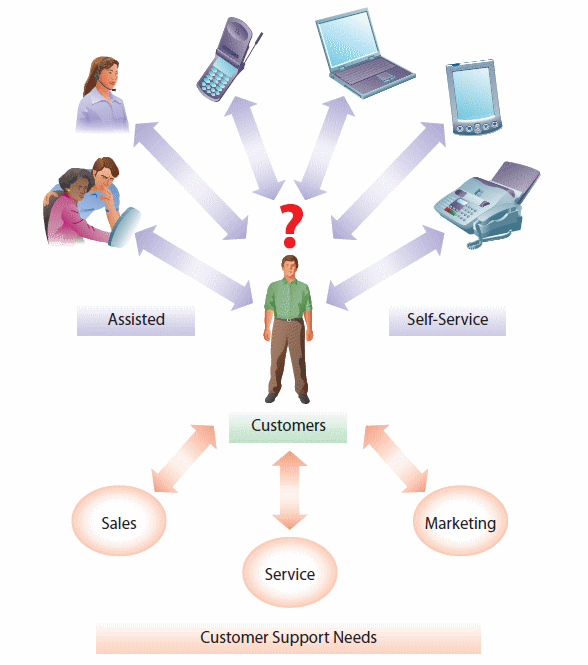 ?
Assisted
Self-Service
Customers
Sales
Marketing
Service
Customer Support Needs